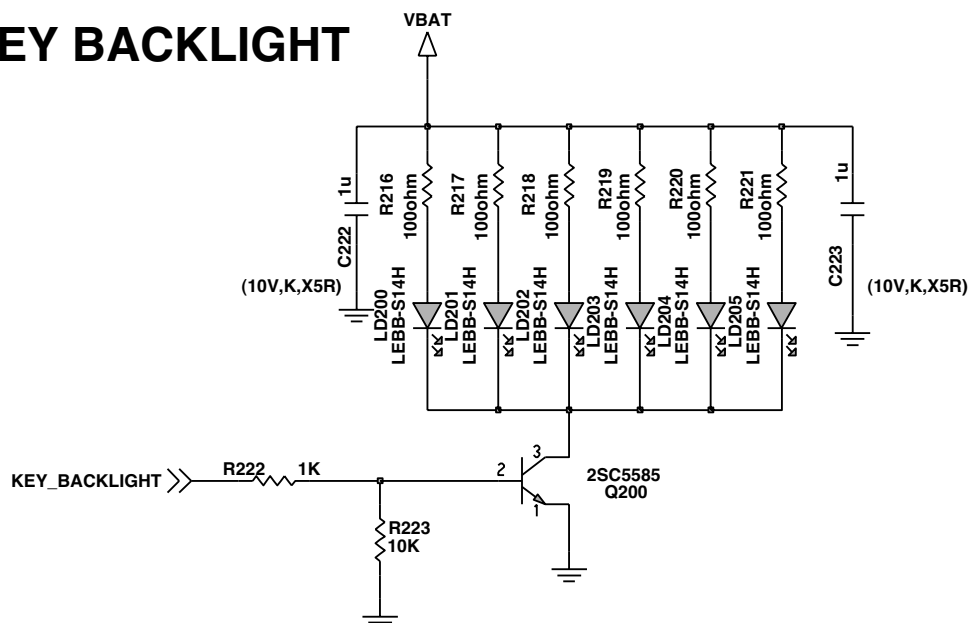 EY BACKLIGHT
VBAT
1u
C222
(10V,K,X5R)
R216
100ohm
R217
100ohm
R218
100ohm
R219
100ohm
R220
100ohm
R221
100ohm
1u
C223
(10V,K,X5R)
LD200
LEBB-S14H
LD201
LEBB-S14H
LD202
LEBB-S14H
LD203
LEBB-S14H
LD204
LEBB-S14H
LD205
LEBB-S14H
KEY_BACKLIGHT
R222 1K
2
3
1
2SC5585
Q200
R223
10K